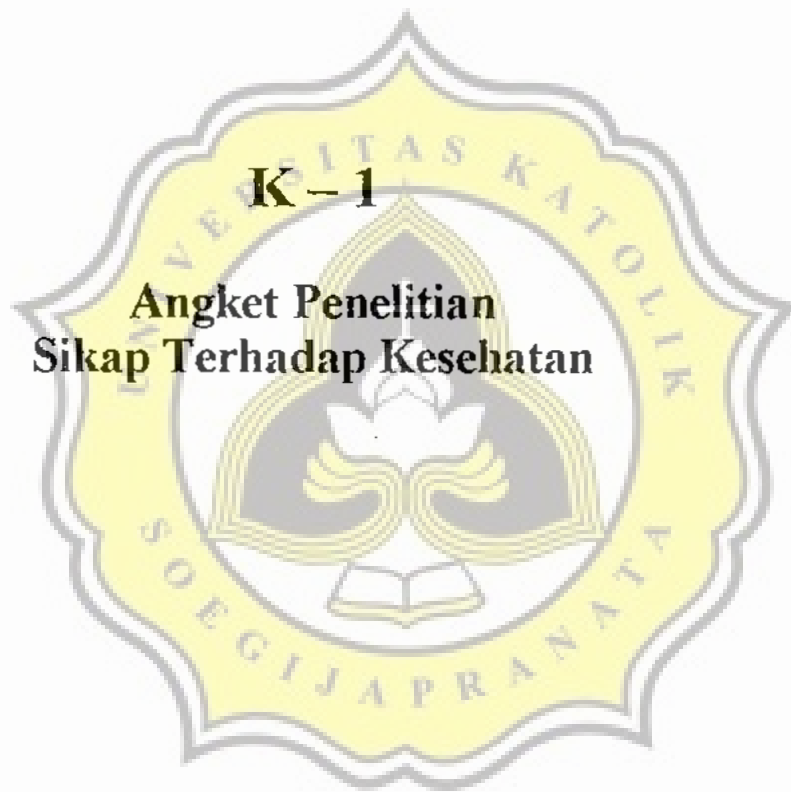 K – 1
Angket Penelitian
Sikap Terhadap Kesehatan
UNIVERSITAS KATOLIK
SOEGIJAPRANATA